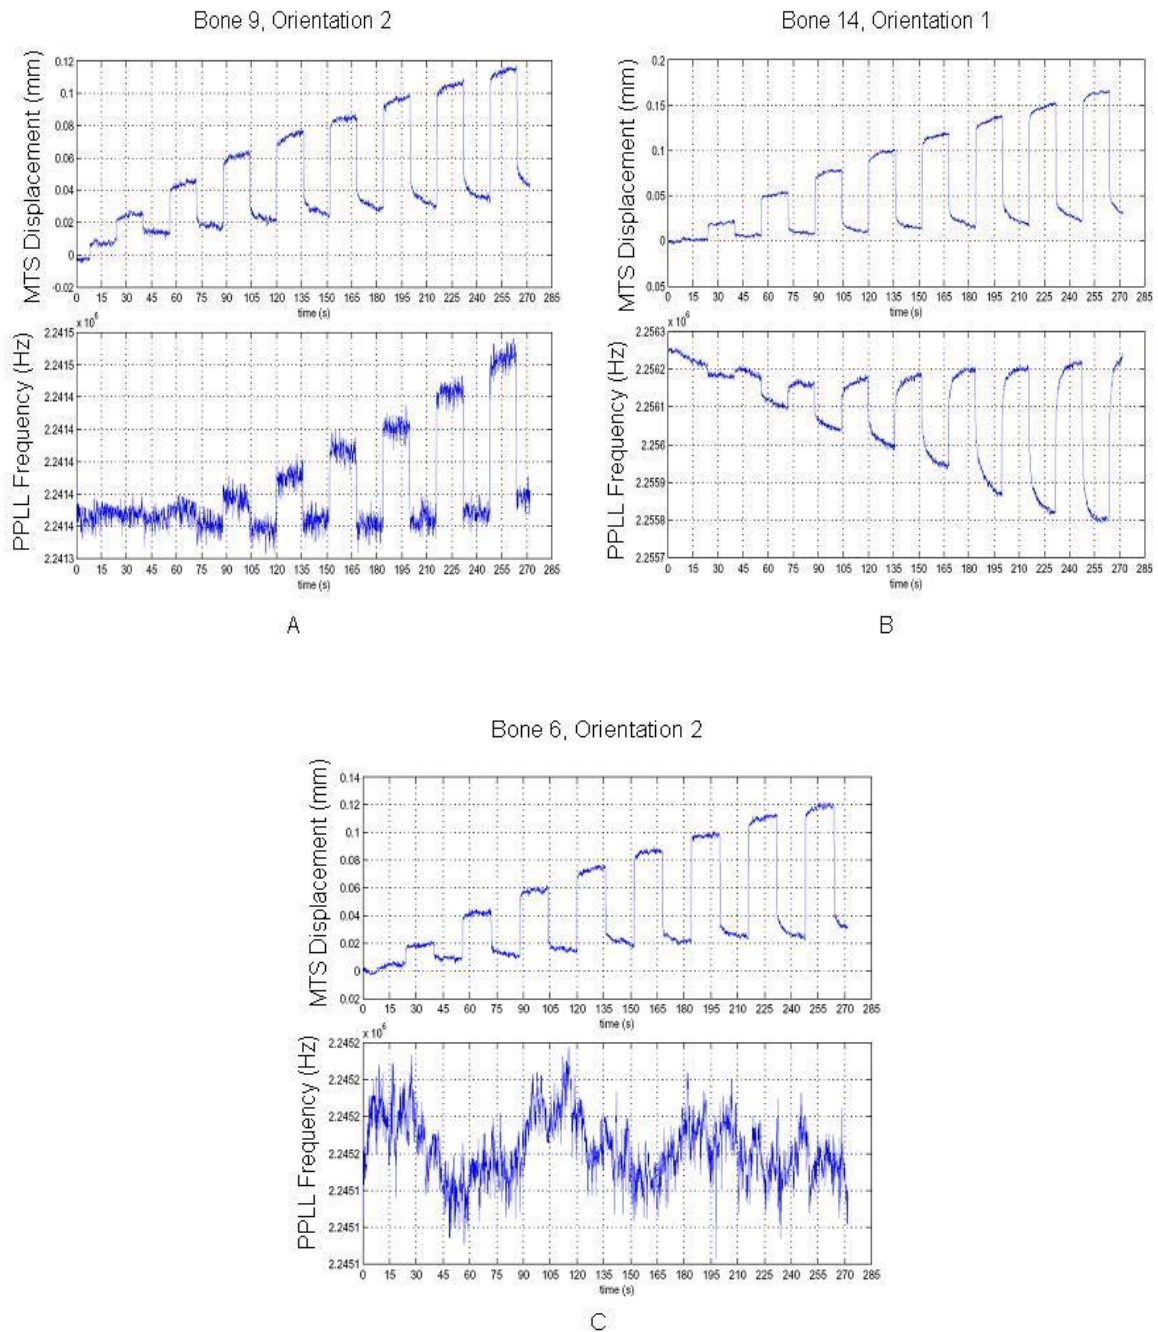 Bone 9, Orientation 2
MTS Displacement (mm)
0.12
0.1
0.08
0.06
0.04
0.02
0
-0.02
0 15 30 45 60 75 90 105 120 135 150 165 180 195 210 225 240 255 270 285
time (s)
PPLL Frequency (Hz)
x 10^6
2.2415
2.2415
2.2414
2.2414
2.2414
2.2414
2.2413
0 15 30 45 60 75 90 105 120 135 150 165 180 195 210 225 240 255 270 285
time (s)
A
Bone 14, Orientation 1
MTS Displacement (mm)
0.2
0.15
0.1
0.05
0
0.05
0 15 30 45 60 75 90 105 120 135 150 165 180 195 210 225 240 255 270 285
time (s)
PPLL Frequency (Hz)
x 10^6
2.2563
2.2562
2.2561
2.256
2.2559
2.2558
2.2557
0 15 30 45 60 75 90 105 120 135 150 165 180 195 210 225 240 255 270 285
time (s)
B
Bone 6, Orientation 2
MTS Displacement (mm)
0.14
0.12
0.1
0.08
0.06
0.04
0.02
0
0.02
0 15 30 45 60 75 90 105 120 135 150 165 180 195 210 225 240 255 270 285
time (s)
PPLL Frequency (Hz)
x 10^6
2.2452
2.2452
2.2452
2.2452
2.2451
2.2451
2.2451
0 15 30 45 60 75 90 105 120 135 150 165 180 195 210 225 240 255 270 285
time (s)
C